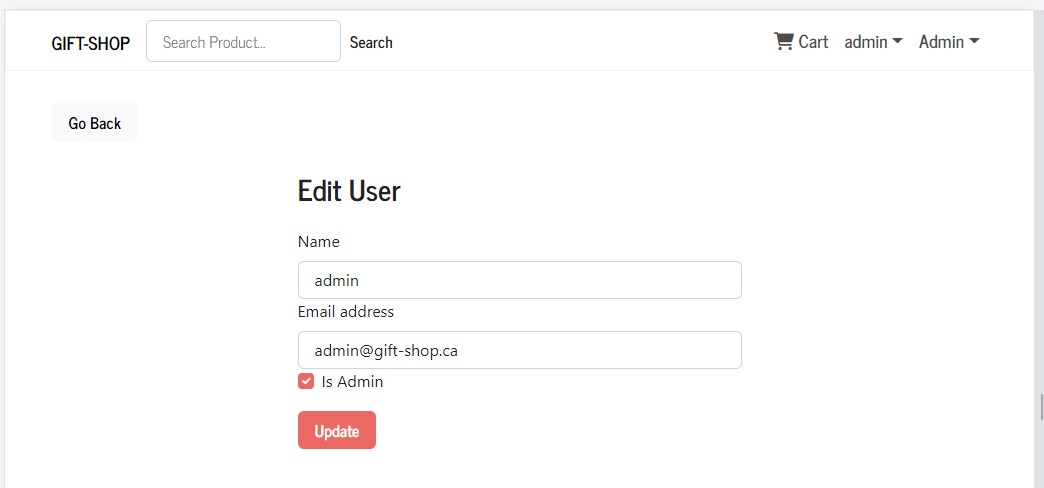 GIFT-SHOP Search Product... Search Cart admin Admin
Go Back
Edit User
Name
admin
Email address
admin@gift-shop.ca
Is Admin
Update